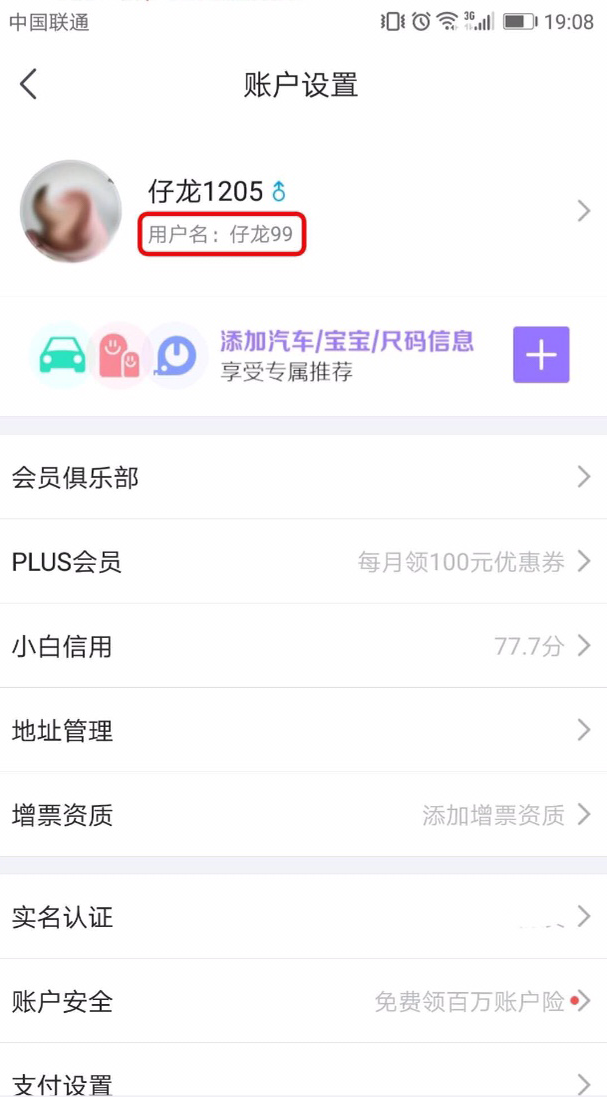 中国联通 3G 19:08
账户设置
仔龙1205
用户名：仔龙99
添加汽车/宝宝/尺码信息
享受专属推荐
会员俱乐部
PLUS会员 每月领100元优惠券
小白信用 77.7分
地址管理
增票资质 添加增票资质
实名认证
账户安全 免费领百万账户险
支付设置